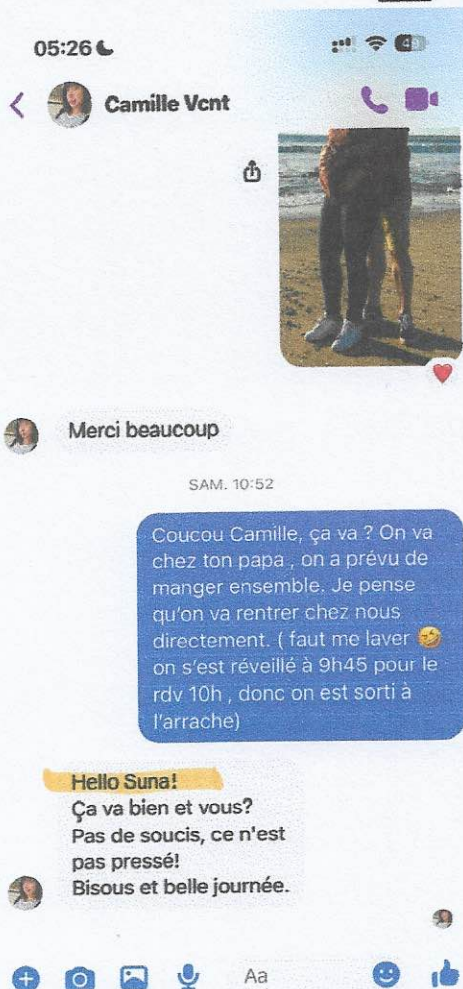 05:26
49
Camille Vcnt
Merci beaucoup
SAM. 10:52
Coucou Camille, ça va ? On va
chez ton papa , on a prévu de
manger ensemble. Je pense
qu'on va rentrer chez nous
directement. ( faut me laver 🤣
on s'est réveillé à 9h45 pour le
rdv 10h , donc on est sorti à
l'arrache)
Hello Suna!
Ça va bien et vous?
Pas de soucis, ce n'est
pas pressé!
Bisous et belle journée.
Aa